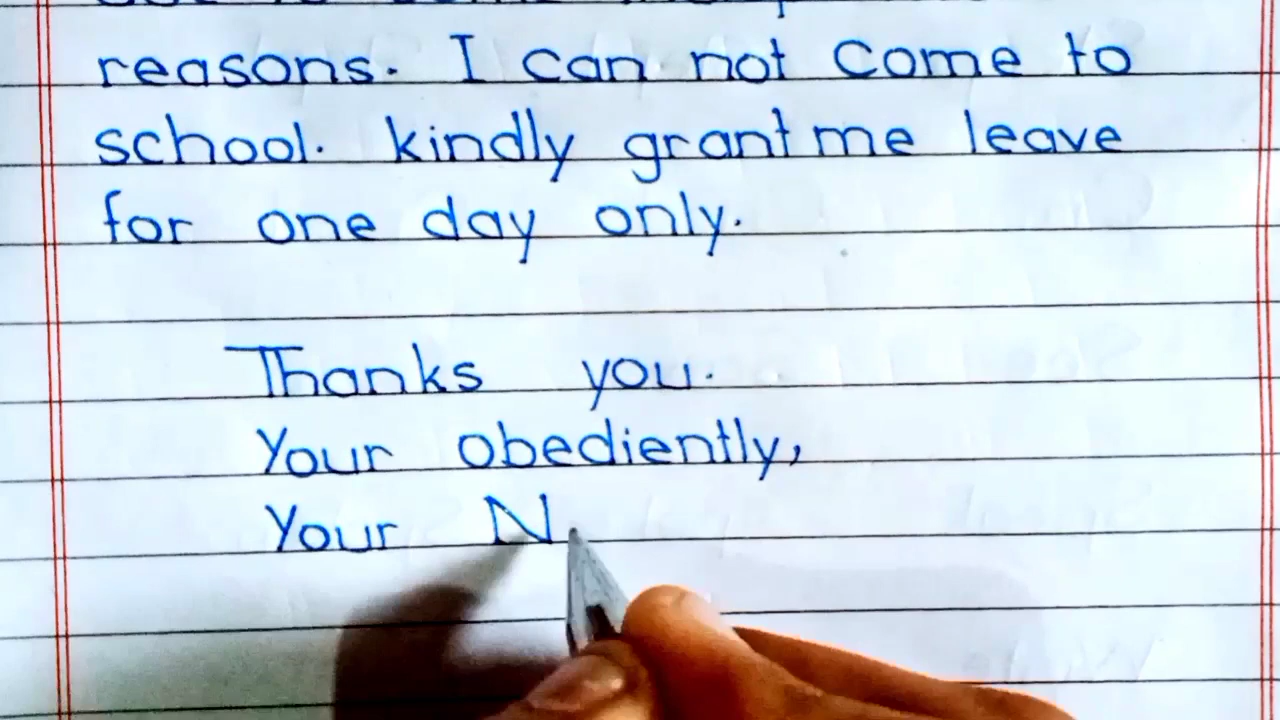 reasons. I can not come to
school. kindly grant me leave
for one day only.
Thanks you.
Your obediently,
Your N